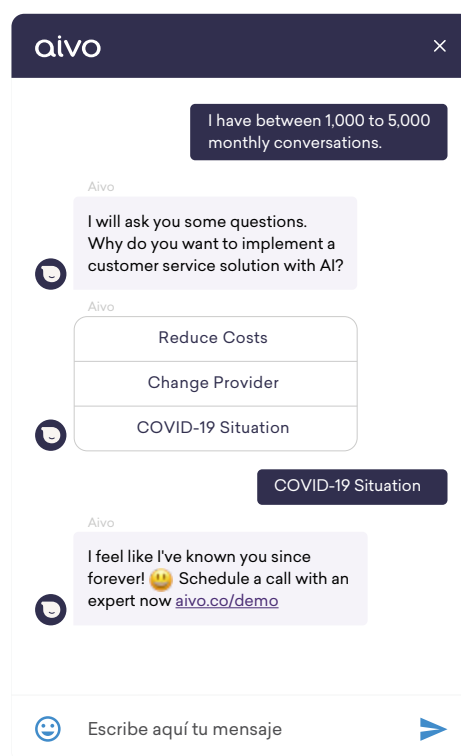 aivo
I have between 1,000 to 5,000
monthly conversations.
Aivo
I will ask you some questions.
Why do you want to implement a
customer service solution with AI?
Aivo
Reduce Costs
Change Provider
COVID-19 Situation
COVID-19 Situation
Aivo
I feel like I've known you since
forever! 😃 Schedule a call with an
expert now aivo.co/demo
Escribe aquí tu mensaje